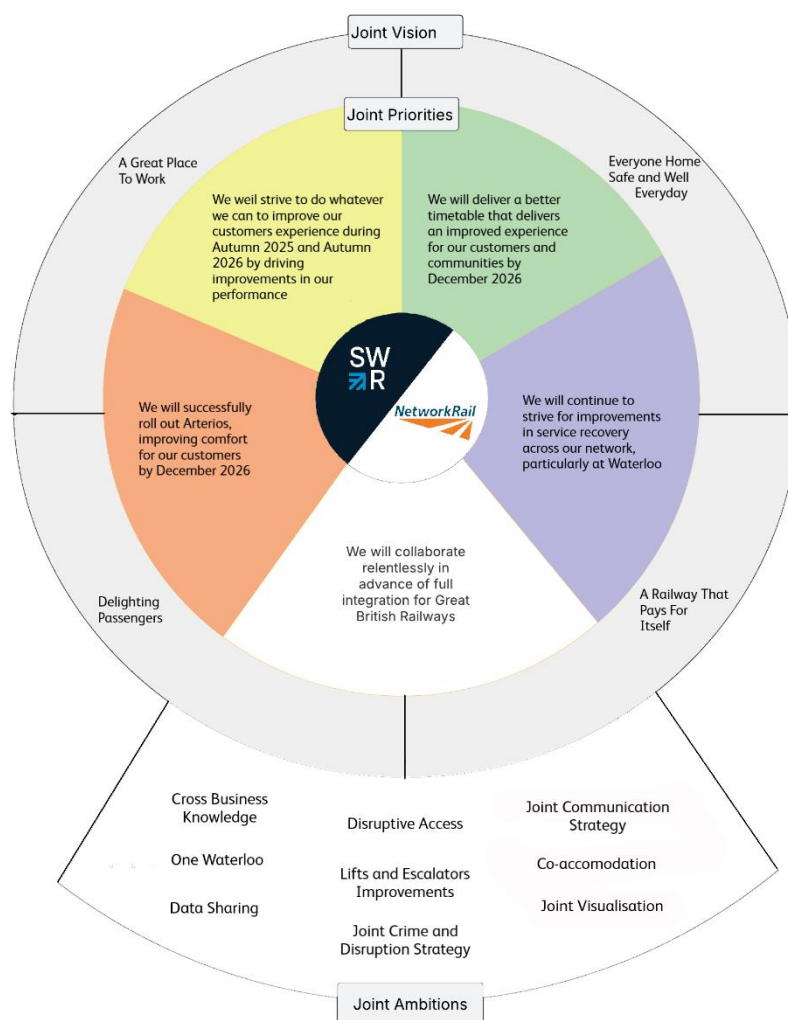 Joint Vision
Joint Priorities
A Great Place
To Work
Everyone Home
Safe and Well
Everyday
We weil strive to do whatever
we can to improve our
customers experience during
Autumn 2025 and Autumn
2026 by driving
improvements in our
performance
We will deliver a better
timetable that delivers
an improved experience
for our customers and
communities by
December 2026
SW
R
NetworkRail
We will successfully
roll out Arterios,
improving comfort
for our customers
by December 2026
We will continue to
strive for improvements
in service recovery
across our network,
particularly at Waterloo
We will collaborate
relentlessly in
advance of full
integration for Great
British Railways
Delighting
Passengers
A Railway That
Pays For
Itself
Cross Business
Knowledge
One Waterloo
Data Sharing
Disruptive Access
Lifts and Escalators
Improvements
Joint Crime and
Disruption Strategy
Joint Communication
Strategy
Co-accomodation
Joint Visualisation
Joint Ambitions